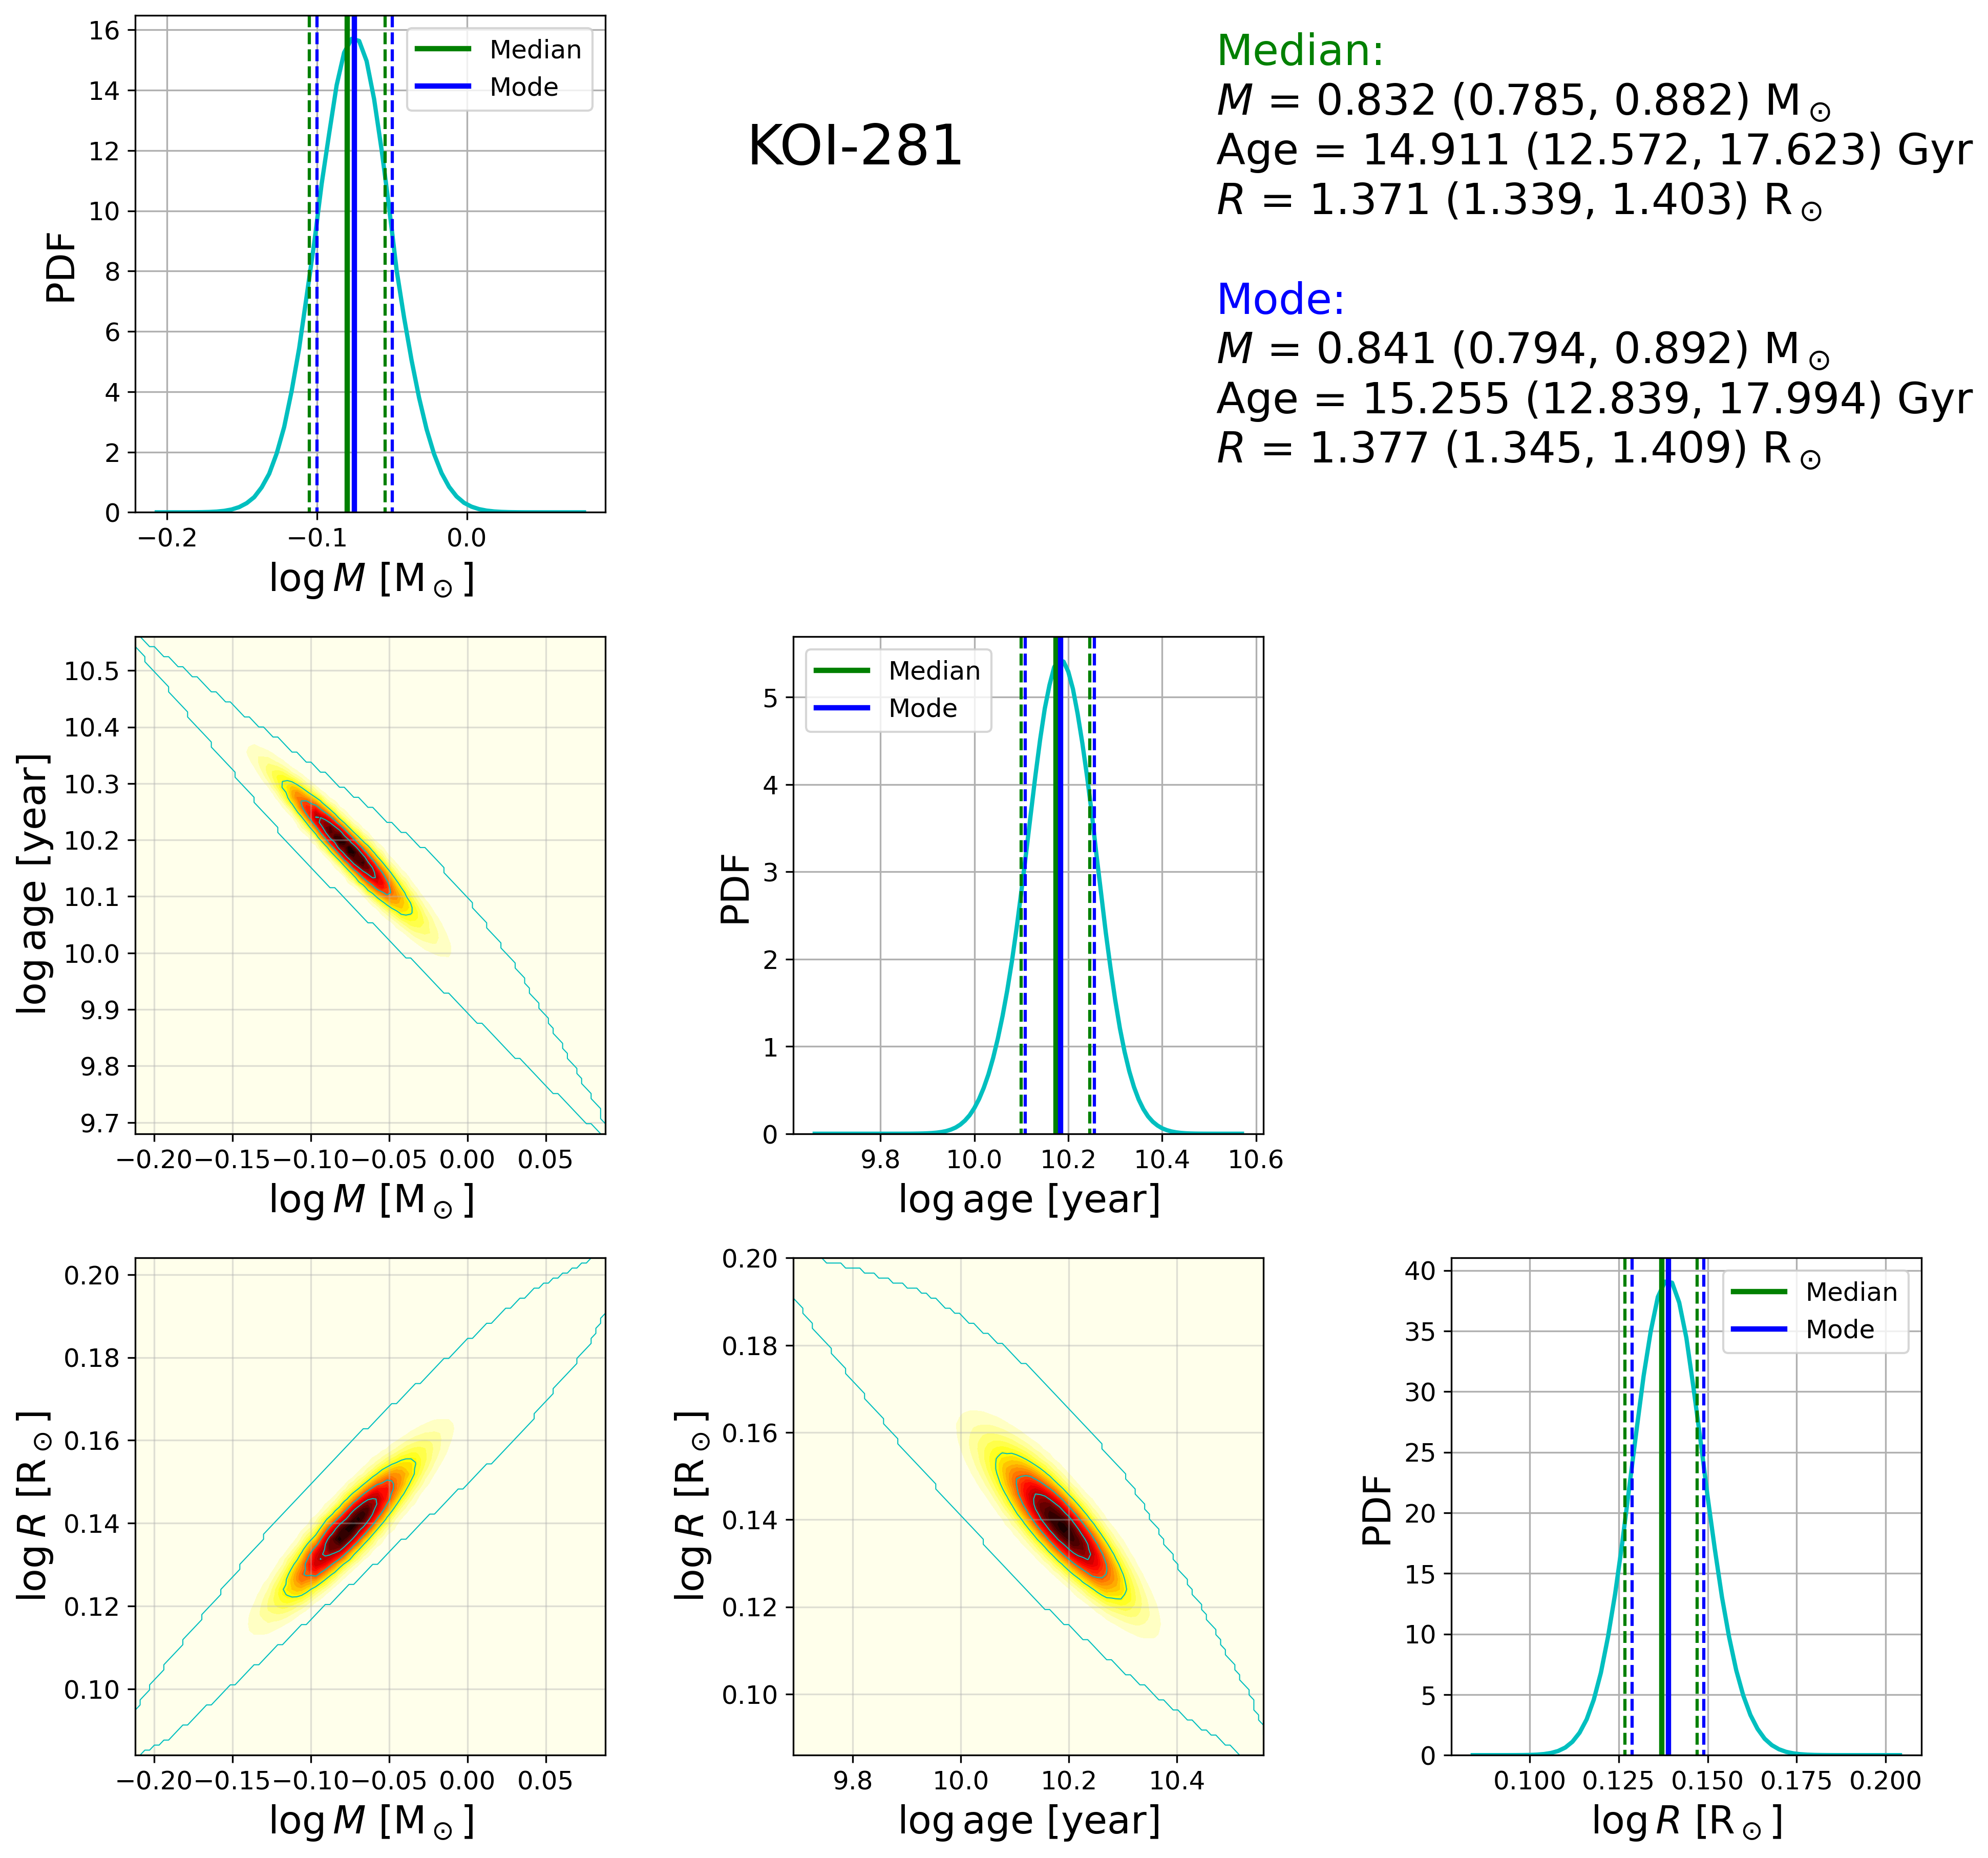 16
14
12
10
8
6
4
2
0
PDF
Median
Mode
−0.2 −0.1 0.0
log M [M⊙]
KOI-281
Median:
M = 0.832 (0.785, 0.882) M⊙
Age = 14.911 (12.572, 17.623) Gyr
R = 1.371 (1.339, 1.403) R⊙
Mode:
M = 0.841 (0.794, 0.892) M⊙
Age = 15.255 (12.839, 17.994) Gyr
R = 1.377 (1.345, 1.409) R⊙
10.5
10.4
10.3
10.2
10.1
10.0
9.9
9.8
9.7
log age [year]
−0.20 −0.15 −0.10 −0.05 0.00 0.05
log M [M⊙]
5
4
3
2
1
0
PDF
Median
Mode
9.8 10.0 10.2 10.4 10.6
log age [year]
0.20
0.18
0.16
0.14
0.12
0.10
log R [R⊙]
−0.20 −0.15 −0.10 −0.05 0.00 0.05
log M [M⊙]
0.20
0.18
0.16
0.14
0.12
0.10
log R [R⊙]
9.8 10.0 10.2 10.4
log age [year]
40
35
30
25
20
15
10
5
0
PDF
Median
Mode
0.100 0.125 0.150 0.175 0.200
log R [R⊙]